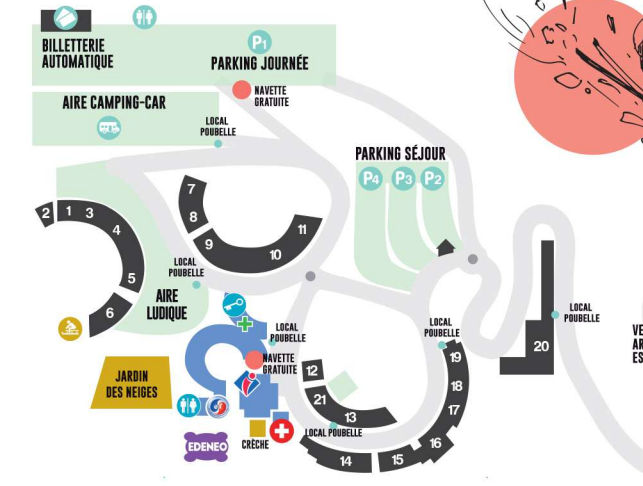 BILLETTERIE
AUTOMATIQUE
P1
PARKING JOURNÉE
NAVETTE
GRATUITE
AIRE CAMPING-CAR
LOCAL
POUBELLE
PARKING SÉJOUR
P4 P3 P2
2 1 3
4
5
6
7
8
9
10
11
LOCAL
POUBELLE
AIRE
LUDIQUE
LOCAL
POUBELLE
NAVETTE
GRATUITE
JARDIN
DES NEIGES
EDENEO
CRÈCHE
12
21
13
LOCAL POUBELLE
14
15
16
17
18
19
LOCAL
POUBELLE
20
LOCAL
POUBELLE
VE
AR
ES